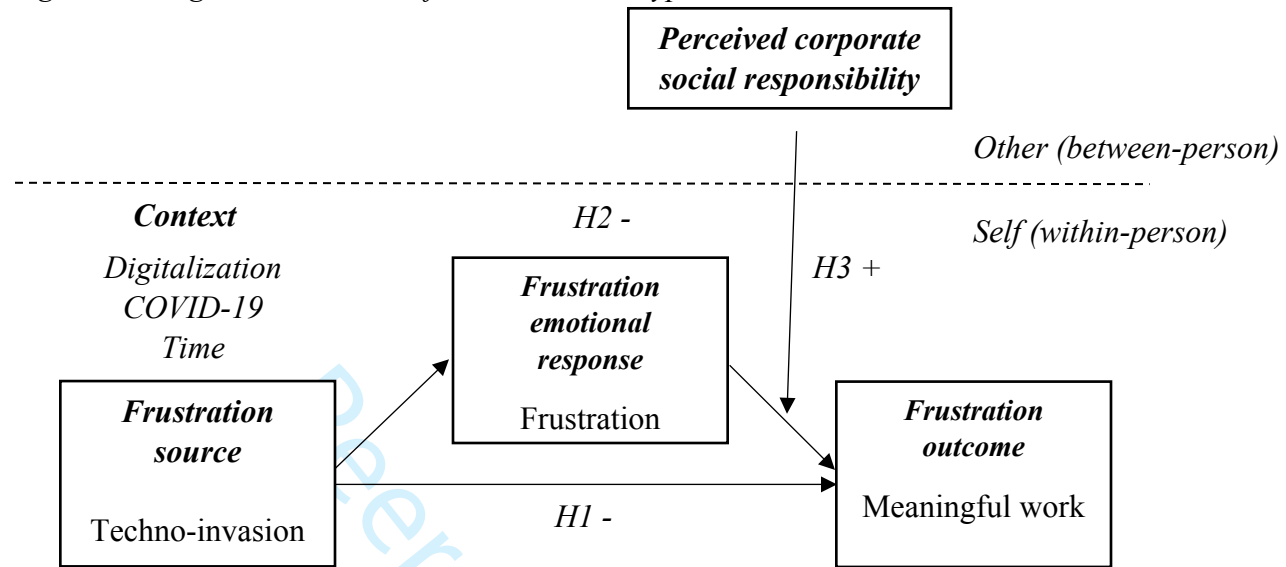 Perceived corporate
social responsibility
Other (between-person)
Context
H2 -
Self (within-person)
Digitalization
COVID-19
Time
H3 +
Frustration
emotional
response
Frustration
Frustration
source
Techno-invasion
Frustration
outcome
Meaningful work
H1 -
Peer